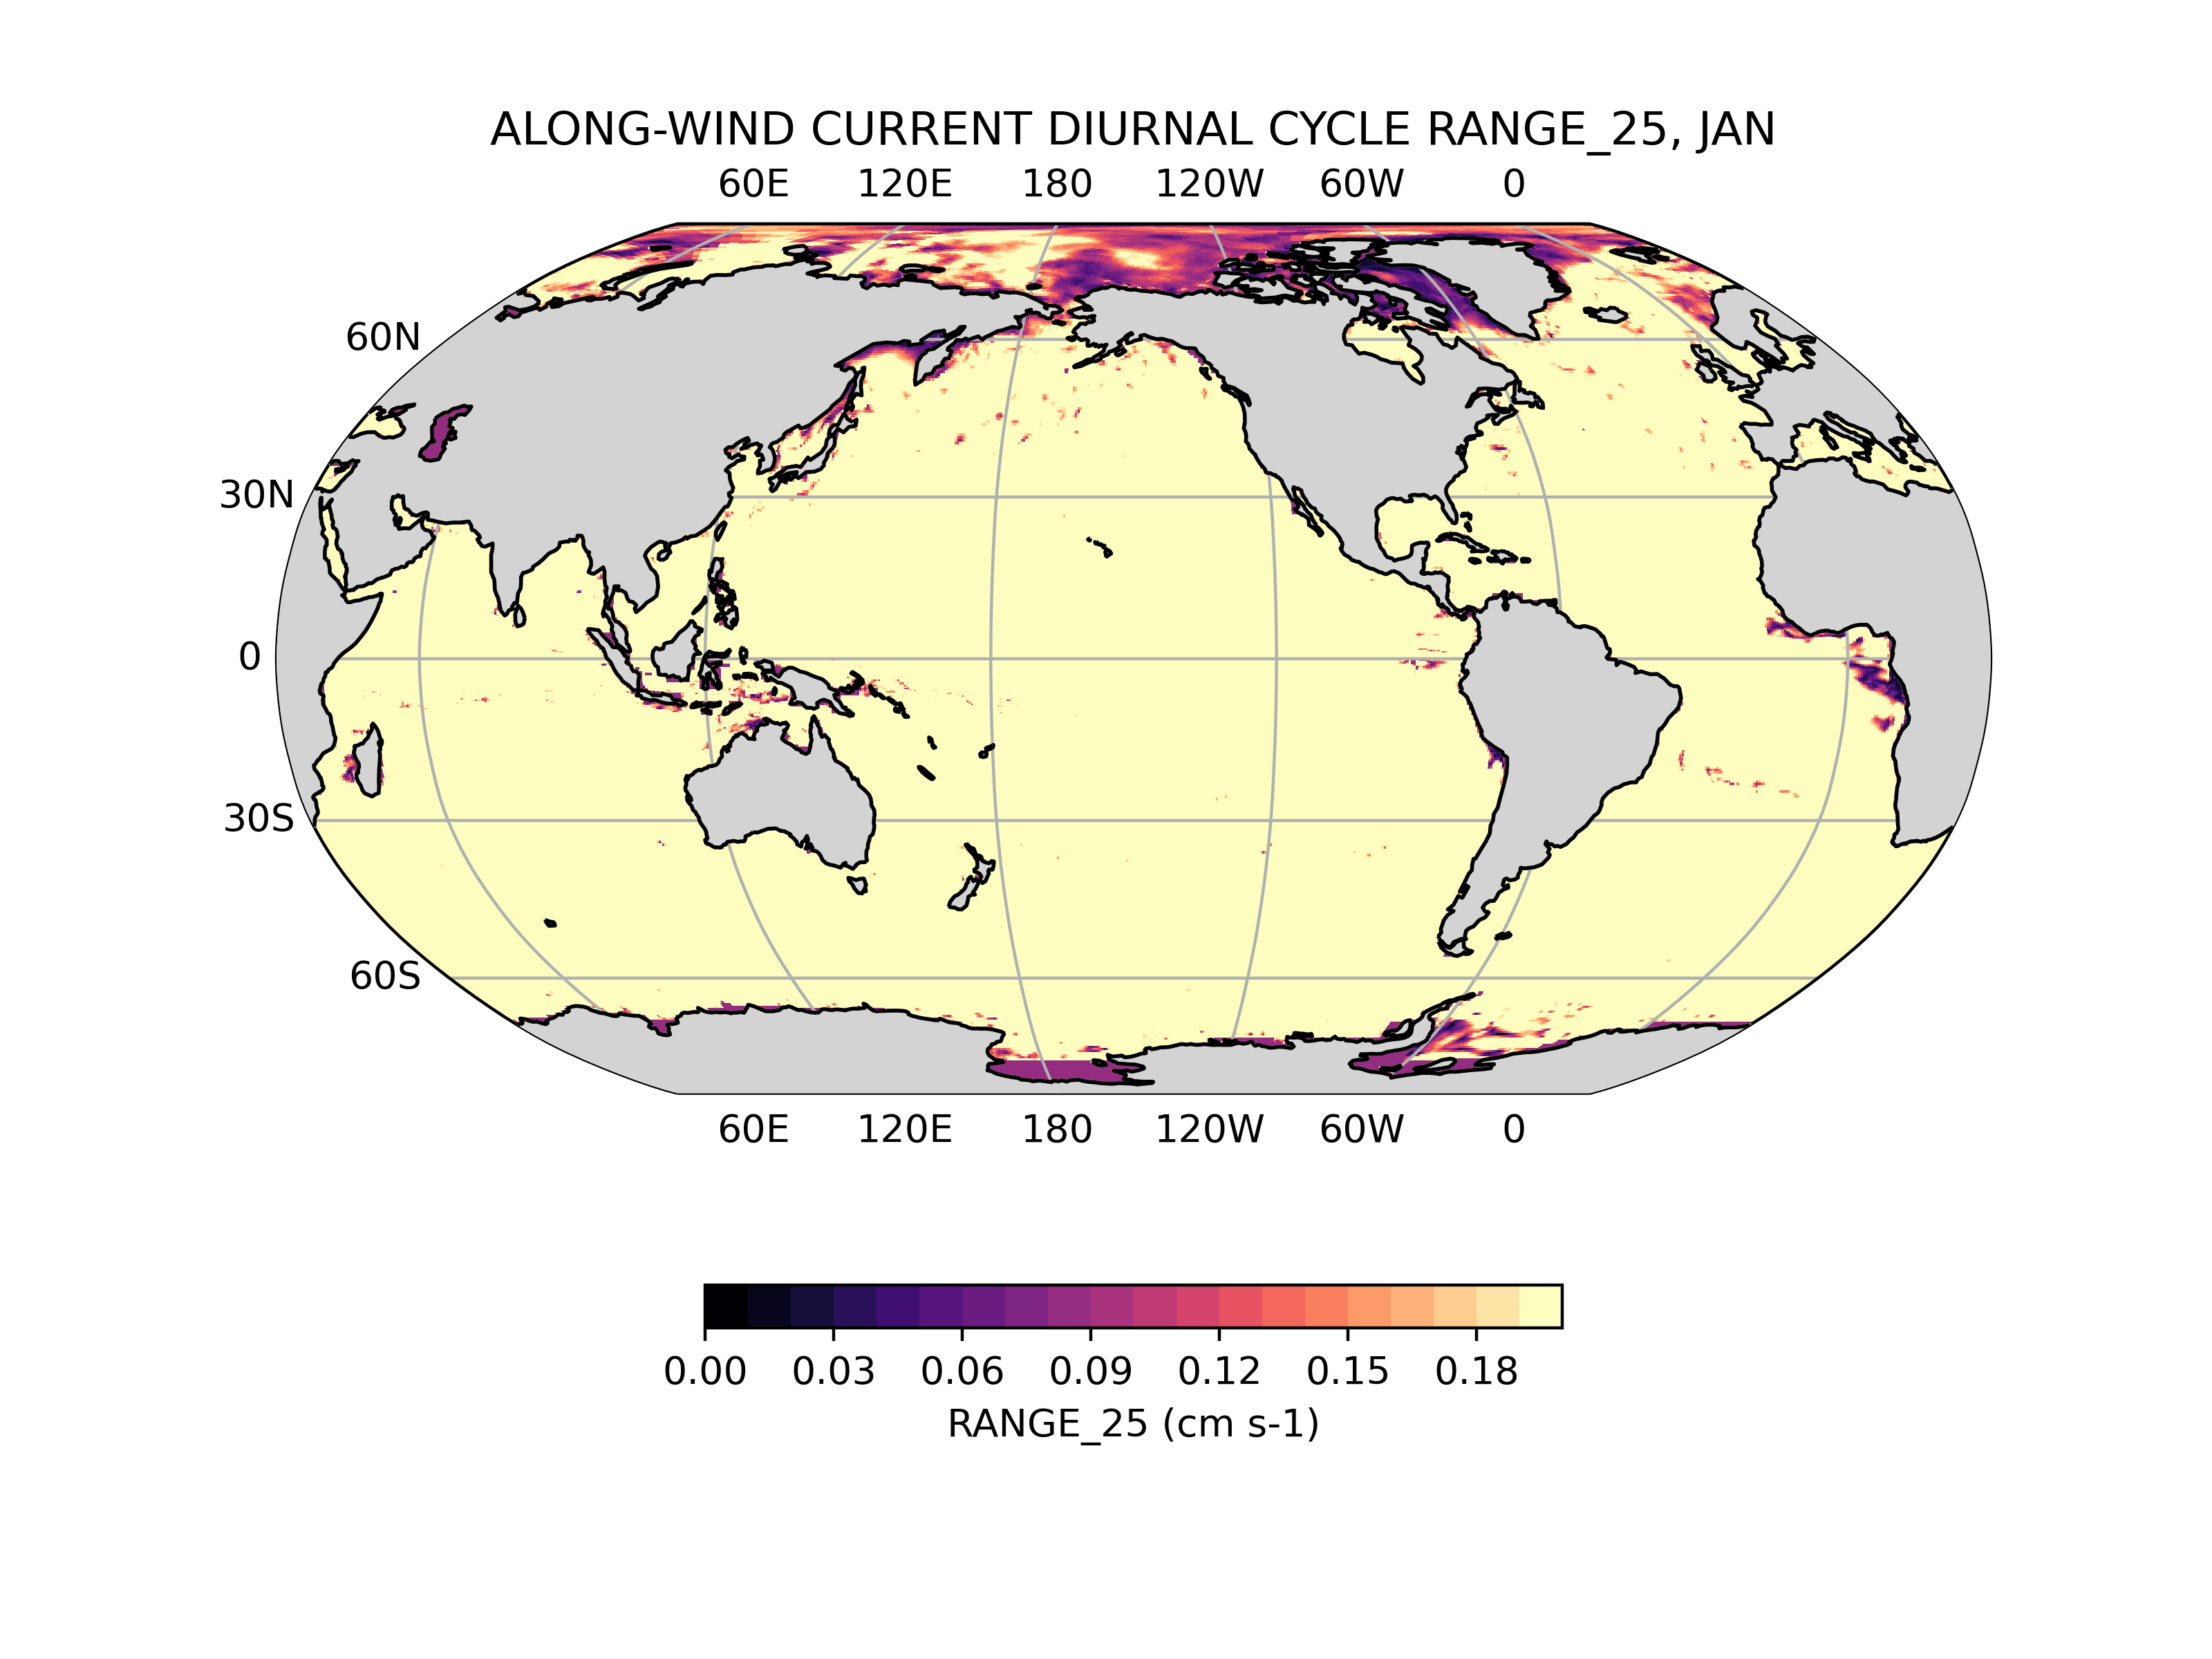 ALONG-WIND CURRENT DIURNAL CYCLE RANGE_25, JAN
60E 120E 180 120W 60W 0
60N
30N
0
30S
60S
60E 120E 180 120W 60W 0
0.00 0.03 0.06 0.09 0.12 0.15 0.18
RANGE_25 (cm s-1)